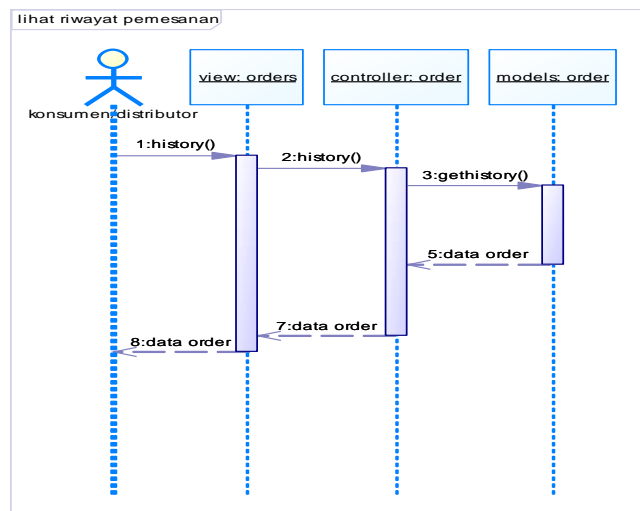 lihat riwayat pemesanan
view: orders
controller: order
models: order
konsumen/distributor
1:history()
2:history()
3:gethistory()
5:data order
7:data order
8:data order